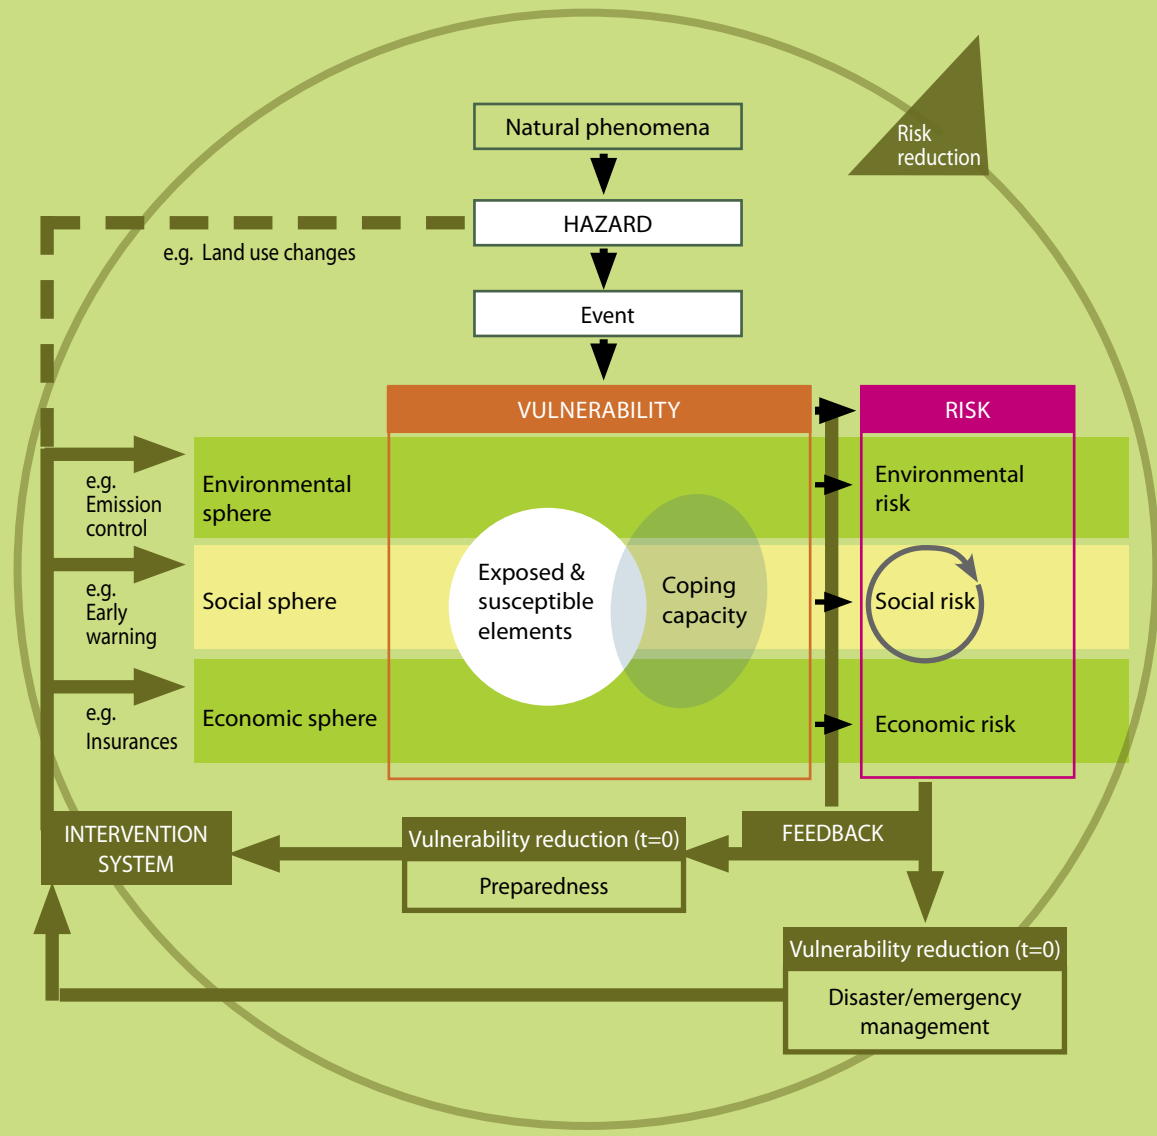 Natural phenomena
Risk
reduction
HAZARD
e.g. Land use changes
Event
VULNERABILITY
RISK
e.g.
Emission
control
Environmental
sphere
Environmental
risk
e.g.
Early
warning
Social sphere
Exposed &
susceptible
elements
Coping
capacity
Social risk
e.g.
Insurances
Economic sphere
Economic risk
INTERVENTION
SYSTEM
Vulnerability reduction (t=0)
Preparedness
FEEDBACK
Vulnerability reduction (t=0)
Disaster/emergency
management